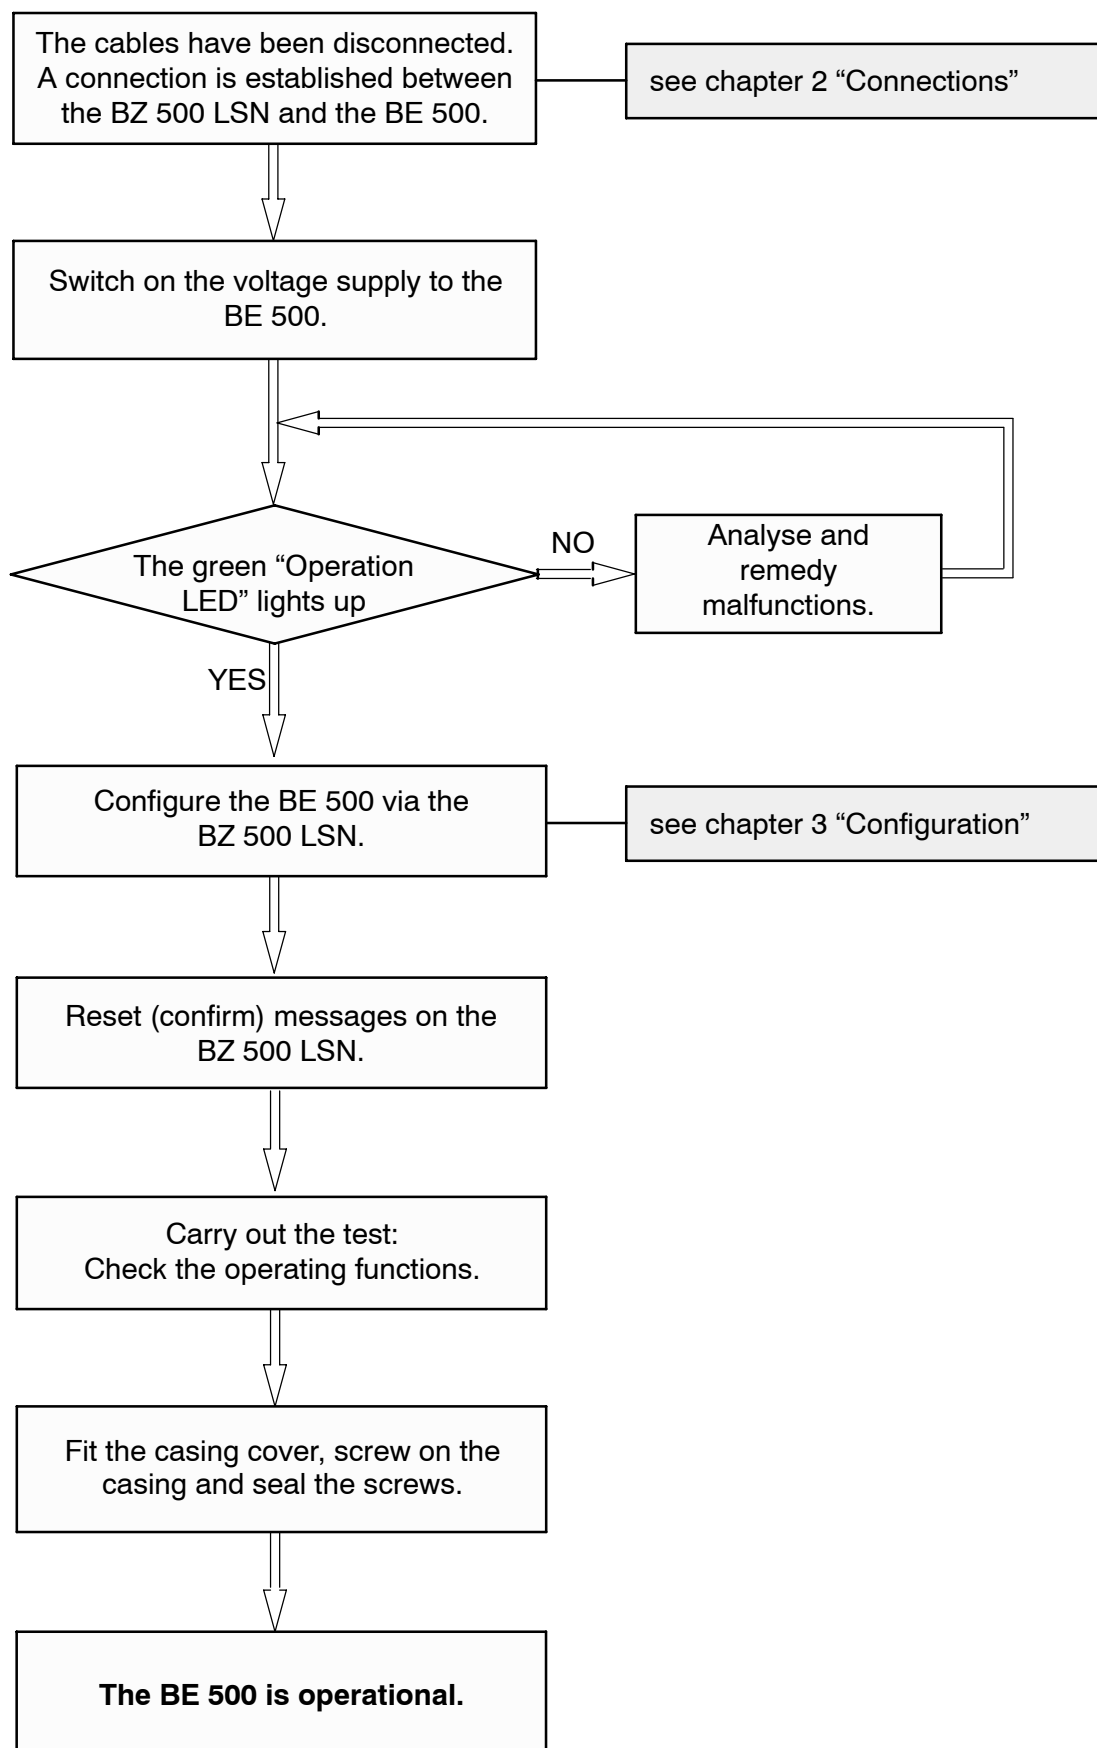 The cables have been disconnected.
A connection is established between
the BZ 500 LSN and the BE 500.
see chapter 2 “Connections”
Switch on the voltage supply to the
BE 500.
The green “Operation
LED” lights up
NO
Analyse and
remedy
malfunctions.
YES
Configure the BE 500 via the
BZ 500 LSN.
see chapter 3 “Configuration”
Reset (confirm) messages on the
BZ 500 LSN.
Carry out the test:
Check the operating functions.
Fit the casing cover, screw on the
casing and seal the screws.
The BE 500 is operational.